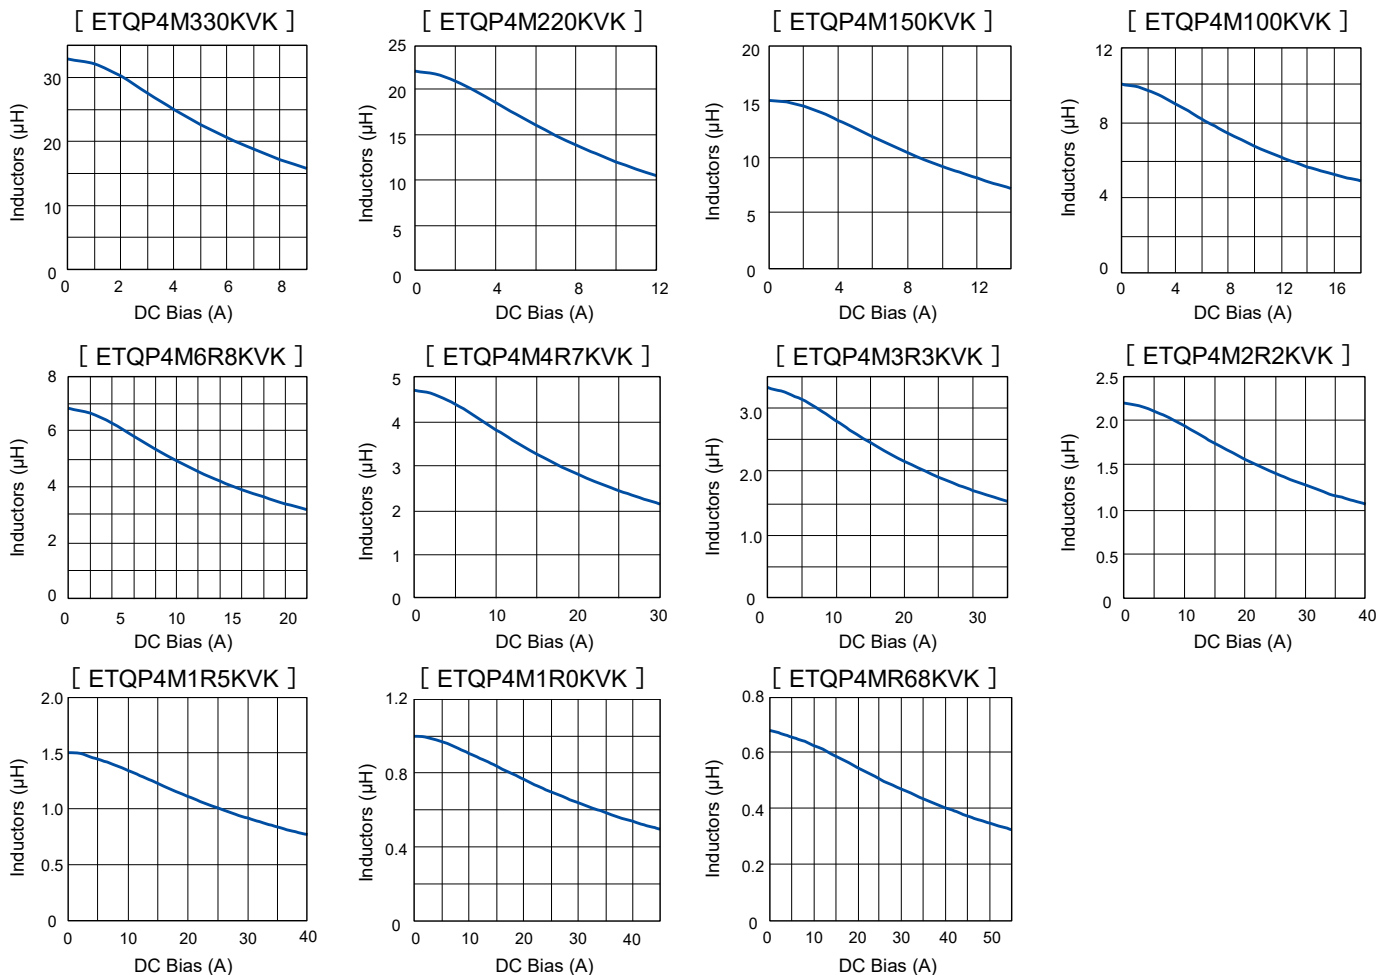 [ ETQP4M330KVK ]
Inductors (µH)
30
20
10
0
0 2 4 6 8
DC Bias (A)
[ ETQP4M220KVK ]
Inductors (µH)
25
20
15
10
5
0
0 4 8 12
DC Bias (A)
[ ETQP4M150KVK ]
Inductors (µH)
20
15
10
5
0
0 4 8 12
DC Bias (A)
[ ETQP4M100KVK ]
Inductors (µH)
12
8
4
0
0 4 8 12 16
DC Bias (A)
[ ETQP4M6R8KVK ]
Inductors (µH)
8
6
4
2
0
0 5 10 15 20
DC Bias (A)
[ ETQP4M4R7KVK ]
Inductors (µH)
5
4
3
2
1
0
0 10 20 30
DC Bias (A)
[ ETQP4M3R3KVK ]
Inductors (µH)
3.0
2.0
1.0
0
0 10 20 30
DC Bias (A)
[ ETQP4M2R2KVK ]
Inductors (µH)
2.5
2.0
1.5
1.0
0.5
0
0 10 20 30 40
DC Bias (A)
[ ETQP4M1R5KVK ]
Inductors (µH)
2.0
1.5
1.0
0.5
0
0 10 20 30 40
DC Bias (A)
[ ETQP4M1R0KVK ]
Inductors (µH)
1.2
0.8
0.4
0
0 10 20 30 40
DC Bias (A)
[ ETQP4MR68KVK ]
Inductors (µH)
0.8
0.6
0.4
0.2
0
0 10 20 30 40 50
DC Bias (A)